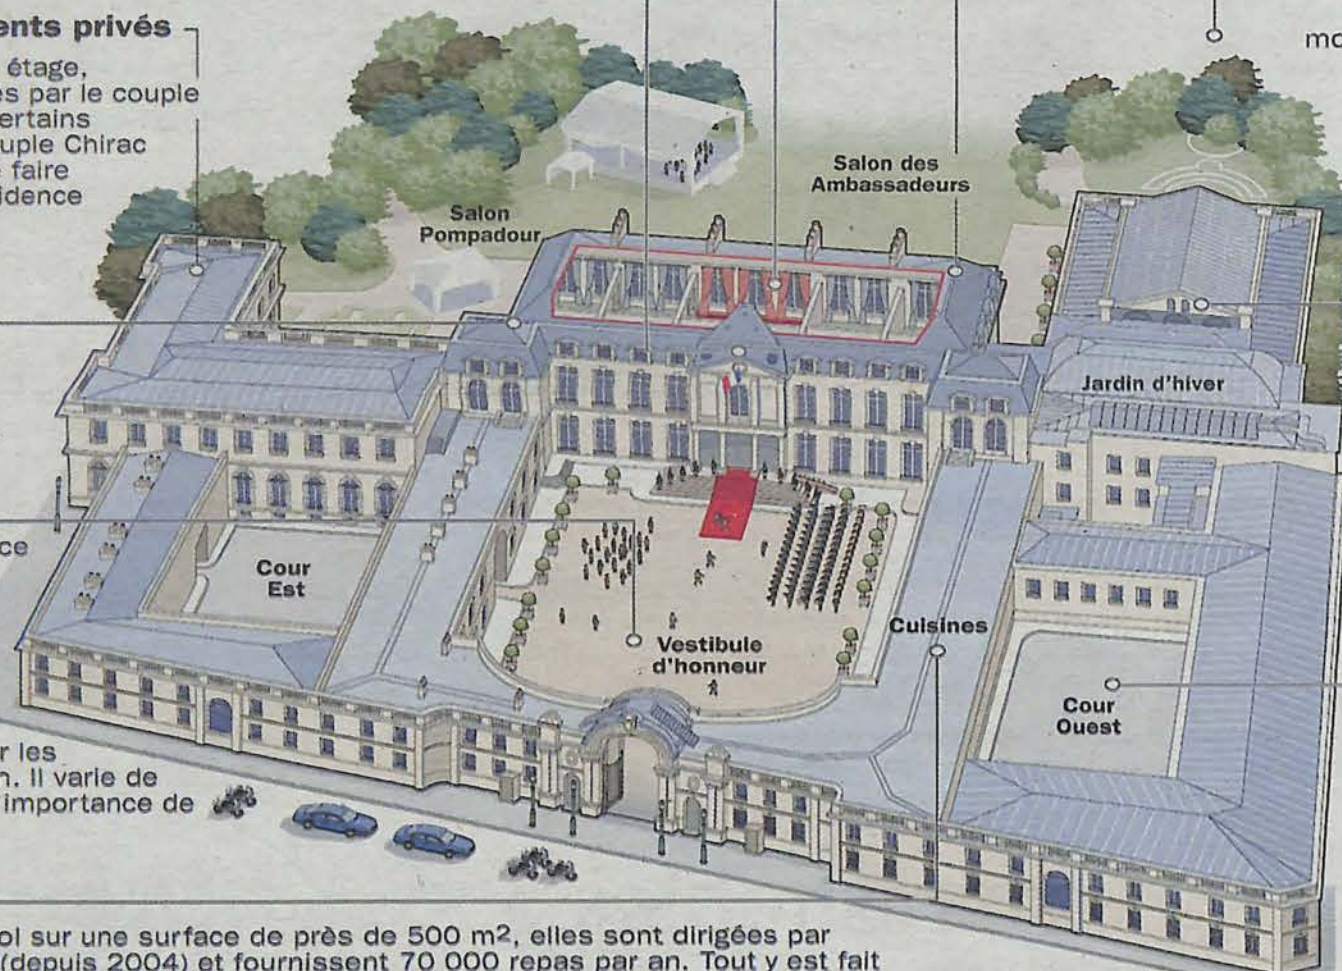 ents privés
étage,
es par le couple
ertains
uple Chirac
e faire
idence
mo
Salon
Pompadour
Salon des
Ambassadeurs
Jardin d'hiver
ce
Cour
Est
Vestibule
d'honneur
Cuisines
Cour
Ouest
r les
n. Il varie de
importance de
ol sur une surface de près de 500 m², elles sont dirigées par
(depuis 2004) et fournissent 70 000 repas par an. Tout y est fait